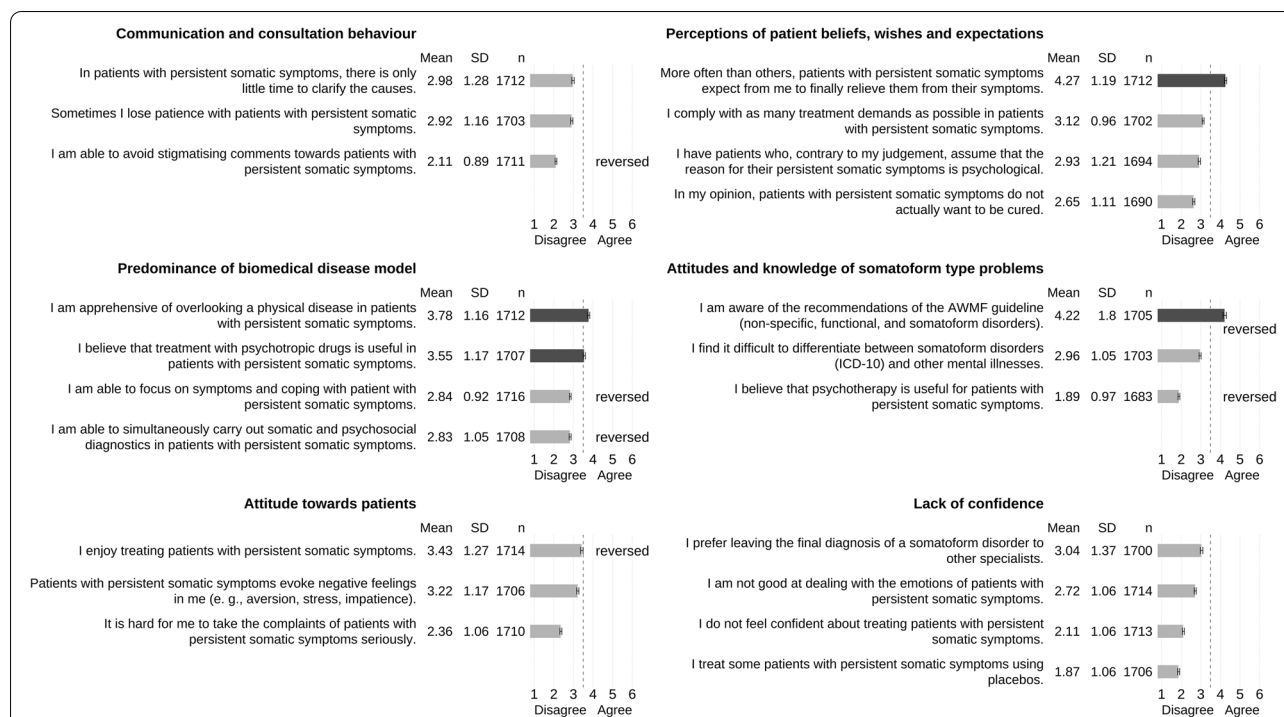 Communication and consultation behaviour
Mean SD n
In patients with persistent somatic symptoms, there is only
little time to clarify the causes.
2.98 1.28 1712
Sometimes I lose patience with patients with persistent somatic
symptoms.
2.92 1.16 1703
I am able to avoid stigmatising comments towards patients with
persistent somatic symptoms.
2.11 0.89 1711
reversed
1 2 3 4 5 6
Disagree Agree
Perceptions of patient beliefs, wishes and expectations
Mean SD n
More often than others, patients with persistent somatic symptoms
expect from me to finally relieve them from their symptoms.
4.27 1.19 1712
I comply with as many treatment demands as possible in patients
with persistent somatic symptoms.
3.12 0.96 1702
I have patients who, contrary to my judgement, assume that the
reason for their persistent somatic symptoms is psychological.
2.93 1.21 1694
In my opinion, patients with persistent somatic symptoms do not
actually want to be cured.
2.65 1.11 1690
1 2 3 4 5 6
Disagree Agree
Predominance of biomedical disease model
Mean SD n
I am apprehensive of overlooking a physical disease in patients
with persistent somatic symptoms.
3.78 1.16 1712
I believe that treatment with psychotropic drugs is useful in
patients with persistent somatic symptoms.
3.55 1.17 1707
I am able to focus on symptoms and coping with patient with
persistent somatic symptoms.
2.84 0.92 1716
reversed
I am able to simultaneously carry out somatic and psychosocial
diagnostics in patients with persistent somatic symptoms.
2.83 1.05 1708
reversed
1 2 3 4 5 6
Disagree Agree
Attitudes and knowledge of somatoform type problems
Mean SD n
I am aware of the recommendations of the AWMF guideline
(non-specific, functional, and somatoform disorders).
4.22 1.8 1705
reversed
I find it difficult to differentiate between somatoform disorders
(ICD-10) and other mental illnesses.
2.96 1.05 1703
I believe that psychotherapy is useful for patients with
persistent somatic symptoms.
1.89 0.97 1683
reversed
1 2 3 4 5 6
Disagree Agree
Attitude towards patients
Mean SD n
I enjoy treating patients with persistent somatic symptoms.
3.43 1.27 1714
reversed
Patients with persistent somatic symptoms evoke negative feelings
in me (e. g., aversion, stress, impatience).
3.22 1.17 1706
It is hard for me to take the complaints of patients with
persistent somatic symptoms seriously.
2.36 1.06 1710
1 2 3 4 5 6
Disagree Agree
Lack of confidence
Mean SD n
I prefer leaving the final diagnosis of a somatoform disorder to
other specialists.
3.04 1.37 1700
I am not good at dealing with the emotions of patients with
persistent somatic symptoms.
2.72 1.06 1714
I do not feel confident about treating patients with persistent
somatic symptoms.
2.11 1.06 1713
I treat some patients with persistent somatic symptoms using
placebos.
1.87 1.06 1706
1 2 3 4 5 6
Disagree Agree